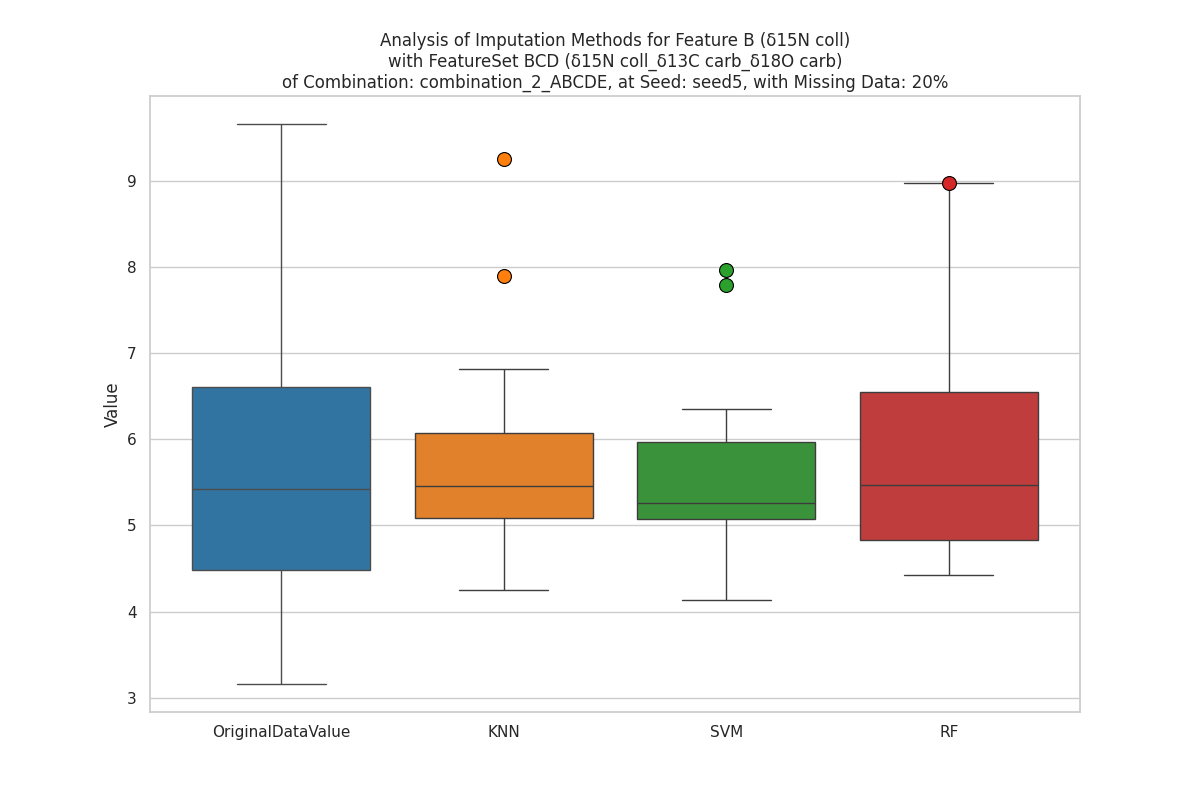 Analysis of Imputation Methods for Feature B (δ15N coll)
with FeatureSet BCD (δ15N coll_δ13C carb_δ18O carb)
of Combination: combination_2_ABCDE, at Seed: seed5, with Missing Data: 20%
9
8
7
6
5
4
3
Value
OriginalDataValue
KNN
SVM
RF